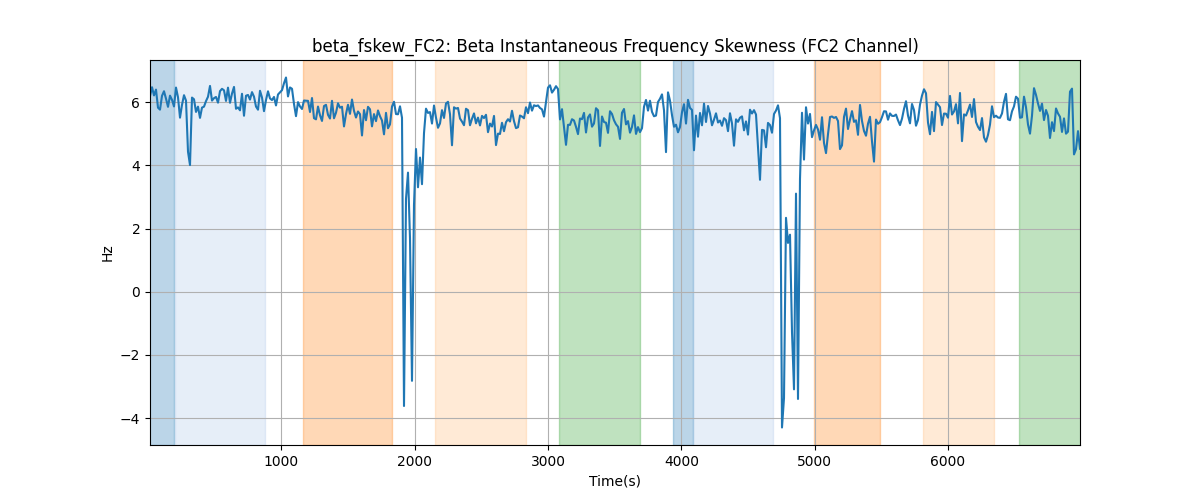 beta_fskew_FC2: Beta Instantaneous Frequency Skewness (FC2 Channel)
Hz
6
4
2
0
−2
−4
1000 2000 3000 4000 5000 6000
Time(s)